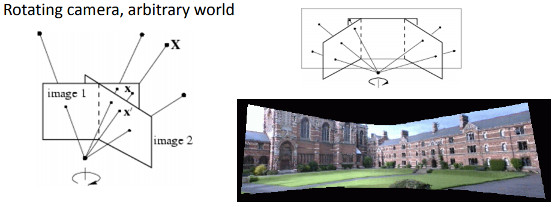 Rotating camera, arbitrary world
X
image 1
x
x'
image 2